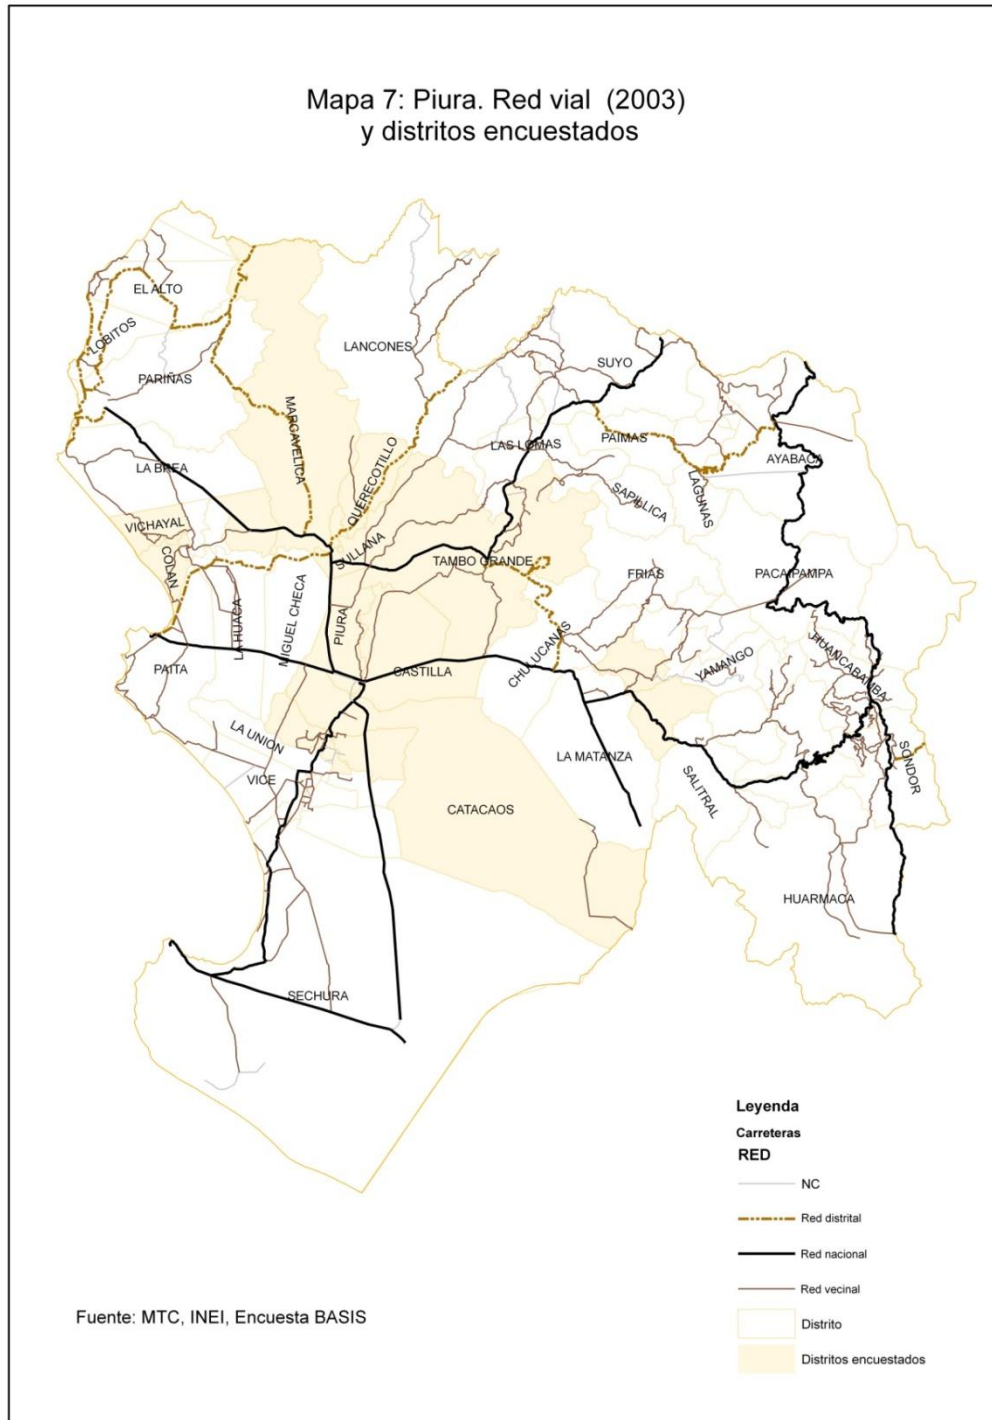 Mapa 7: Piura. Red vial (2003)
y distritos encuestados
EL ALTO
LOBITOS
PARIÑAS
LANCONES
SUYO
MARCAVELICA
QUERECOTILLO
LAS LOMAS
PAIMAS
AYABACA
LA BREA
SAPILLICA
LAGUNAS
VICHAYAL
COLAN
SULLANA
TAMBO GRANDE
FRIAS
PACAIPAMPA
LA HUACA
MIGUEL CHECA
PIURA
CHULUCANAS
YAMANGO
HUANCABAMBA
PAITA
CASTILLA
LA UNION
VICE
LA MATANZA
SALITRAL
SONDOR
CATACAOS
HUARMACA
SECHURA
Leyenda
Carreteras
RED
NC
Red distrital
Red nacional
Red vecinal
Distrito
Distritos encuestados
Fuente: MTC, INEI, Encuesta BASIS